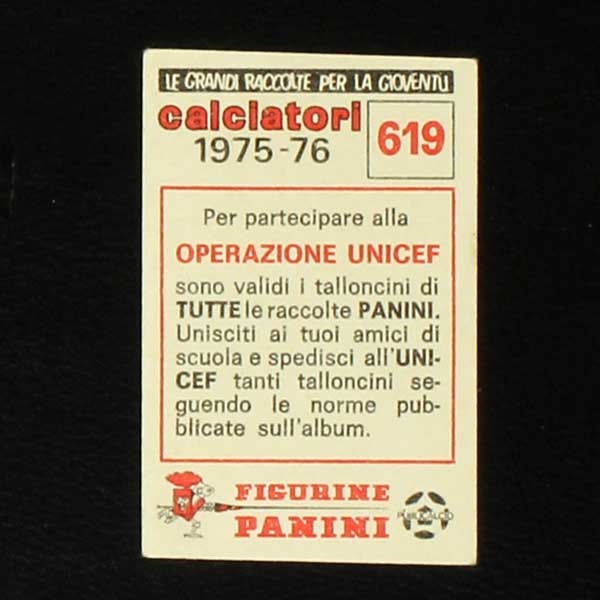 LE GRANDI RACCOLTE PER LA GIOVENTÙ
calciatori
1975-76
619
Per partecipare alla
OPERAZIONE UNICEF
sono validi i talloncini di
TUTTE le raccolte PANINI.
Unisciti ai tuoi amici di
scuola e spedisci all'UNI-
CEF tanti talloncini se-
guendo le norme pub-
blicate sull'album.
FIGURINE
PANINI